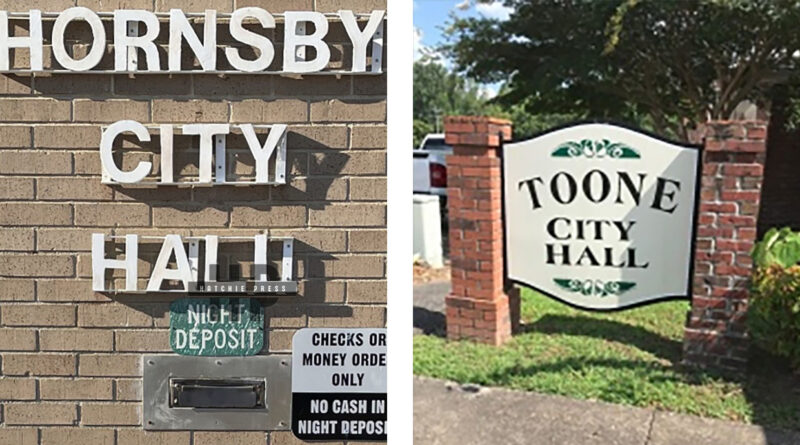 HORNSBY
CITY
HALL
HATCHIE PRESS
NIGHT
DEPOSIT
CHECKS OR
MONEY ORDE
ONLY
NO CASH IN
NIGHT DEPOSI
TOONE
CITY
HALL